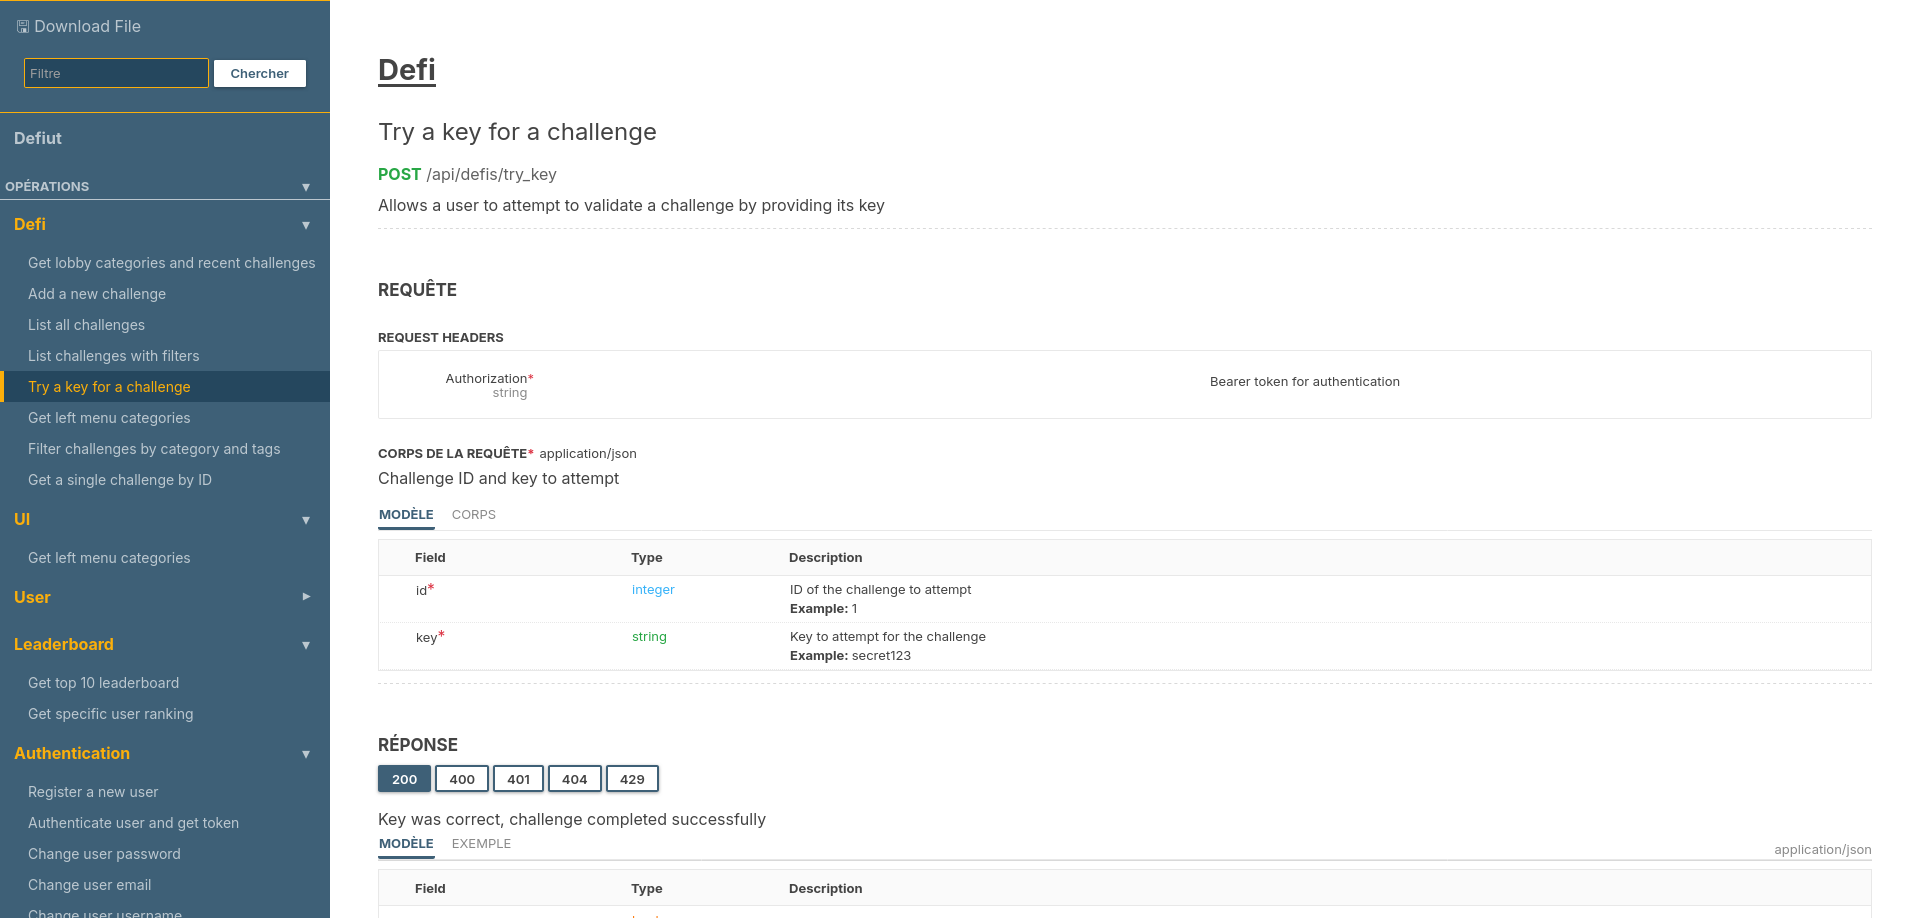 Download File
Filtre
Chercher
Defiut
OPÉRATIONS
Defi
Get lobby categories and recent challenges
Add a new challenge
List all challenges
List challenges with filters
Try a key for a challenge
Get left menu categories
Filter challenges by category and tags
Get a single challenge by ID
UI
Get left menu categories
User
Leaderboard
Get top 10 leaderboard
Get specific user ranking
Authentication
Register a new user
Authenticate user and get token
Change user password
Change user email
Change user username
Defi
Try a key for a challenge
POST /api/defis/try_key
Allows a user to attempt to validate a challenge by providing its key
REQUÊTE
REQUEST HEADERS
Authorization*
string
Bearer token for authentication
CORPS DE LA REQUÊTE* application/json
Challenge ID and key to attempt
MODÈLE CORPS
Field Type Description
id* integer ID of the challenge to attempt
Example: 1
key* string Key to attempt for the challenge
Example: secret123
RÉPONSE
200 400 401 404 429
Key was correct, challenge completed successfully
MODÈLE EXEMPLE
application/json
Field Type Description